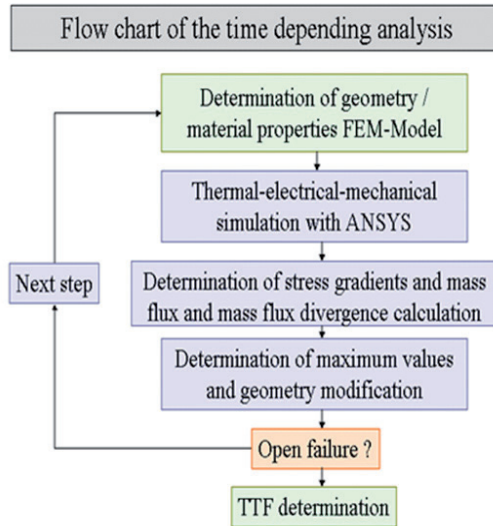 Flow chart of the time depending analysis
Determination of geometry /
material properties FEM-Model
Thermal-electrical-mechanical
simulation with ANSYS
Next step
Determination of stress gradients and mass
flux and mass flux divergence calculation
Determination of maximum values
and geometry modification
Open failure ?
TTF determination